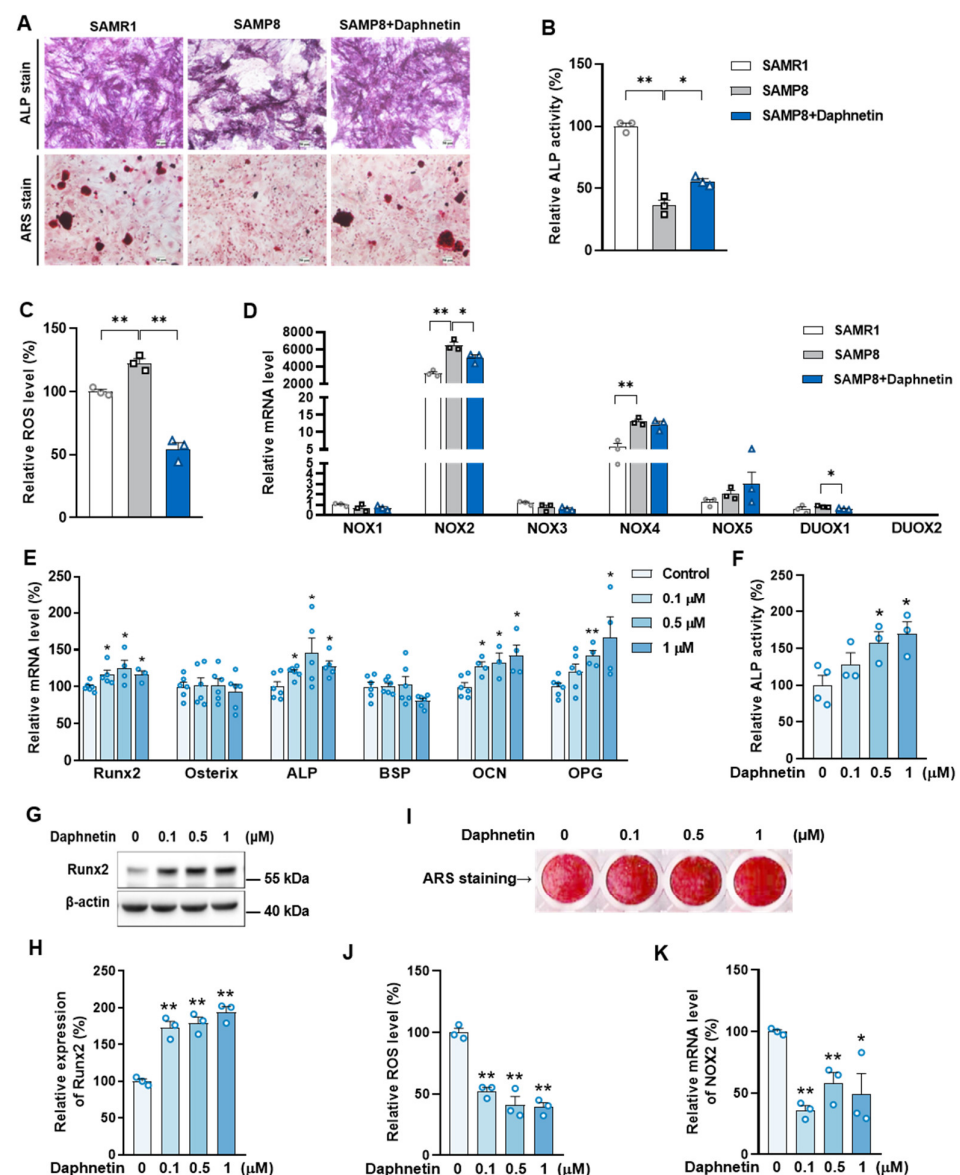 A
SAMR1 SAMP8 SAMP8+Daphnetin
ALP stain
ARS stain
B
Relative ALP activity (%)
150
100
50
0
** *
SAMR1
SAMP8
SAMP8+Daphnetin
C
Relative ROS level (%)
150
100
50
0
** **
D
Relative mRNA level
8000
6000
4000
2000
20
15
10
5
5
4
3
2
1
0
** *
**
*
NOX1 NOX2 NOX3 NOX4 NOX5 DUOX1 DUOX2
SAMR1
SAMP8
SAMP8+Daphnetin
E
Relative mRNA level (%)
250
200
150
100
50
0
* * *
* * *
* * *
** *
Runx2 Osterix ALP BSP OCN OPG
Control
0.1 μM
0.5 μM
1 μM
F
Relative ALP activity (%)
250
200
150
100
50
0
* *
Daphnetin 0 0.1 0.5 1 (μM)
G
Daphnetin 0 0.1 0.5 1 (μM)
Runx2
55 kDa
β-actin
40 kDa
I
Daphnetin 0 0.1 0.5 1 (μM)
ARS staining→
H
Relative expression
of Runx2 (%)
250
200
150
100
50
0
** ** **
Daphnetin 0 0.1 0.5 1 (μM)
J
Relative ROS level (%)
150
100
50
0
** ** **
Daphnetin 0 0.1 0.5 1 (μM)
K
Relative mRNA level
of NOX2 (%)
150
100
50
0
** ** *
Daphnetin 0 0.1 0.5 1 (μM)